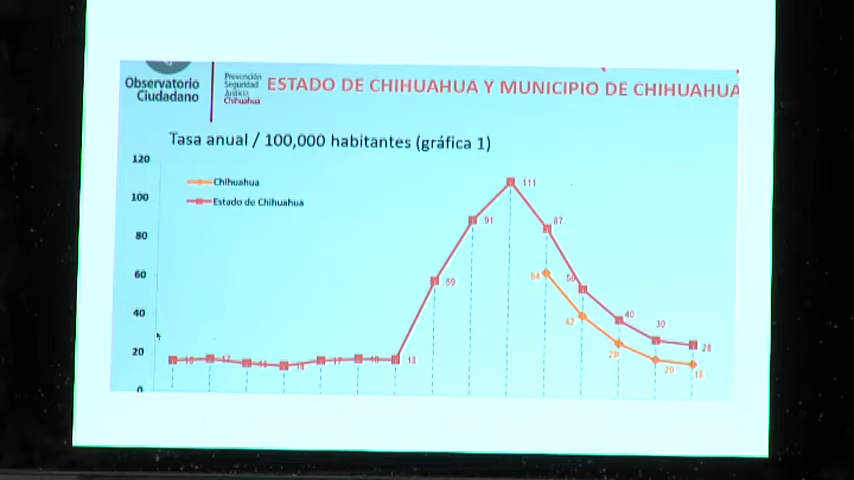 Observatorio
Ciudadano
Prevención
Seguridad
Justicia
Chihuahua
ESTADO DE CHIHUAHUA Y MUNICIPIO DE CHIHUAHUA
Tasa anual / 100,000 habitantes (gráfica 1)
120
100
80
60
40
20
0
Chihuahua
Estado de Chihuahua
17
14
17
18
18
59
91
111
87
64
42
40
30
20
28